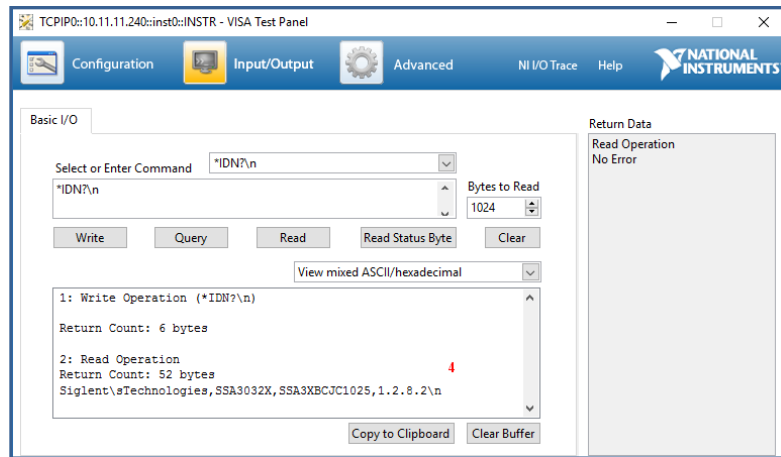 TCPIP0::10.11.11.240::inst0::INSTR - VISA Test Panel
Configuration Input/Output Advanced NI I/O Trace Help NATIONAL INSTRUMENTS
Basic I/O
Return Data
Read Operation
No Error
Select or Enter Command *IDN?\n
*IDN?\n
Bytes to Read
1024
Write Query Read Read Status Byte Clear
View mixed ASCII/hexadecimal
1: Write Operation (*IDN?\n)
Return Count: 6 bytes
2: Read Operation
4
Return Count: 52 bytes
Siglent\sTechnologies,SSA3032X,SSA3XBCJC1025,1.2.8.2\n
Copy to Clipboard Clear Buffer